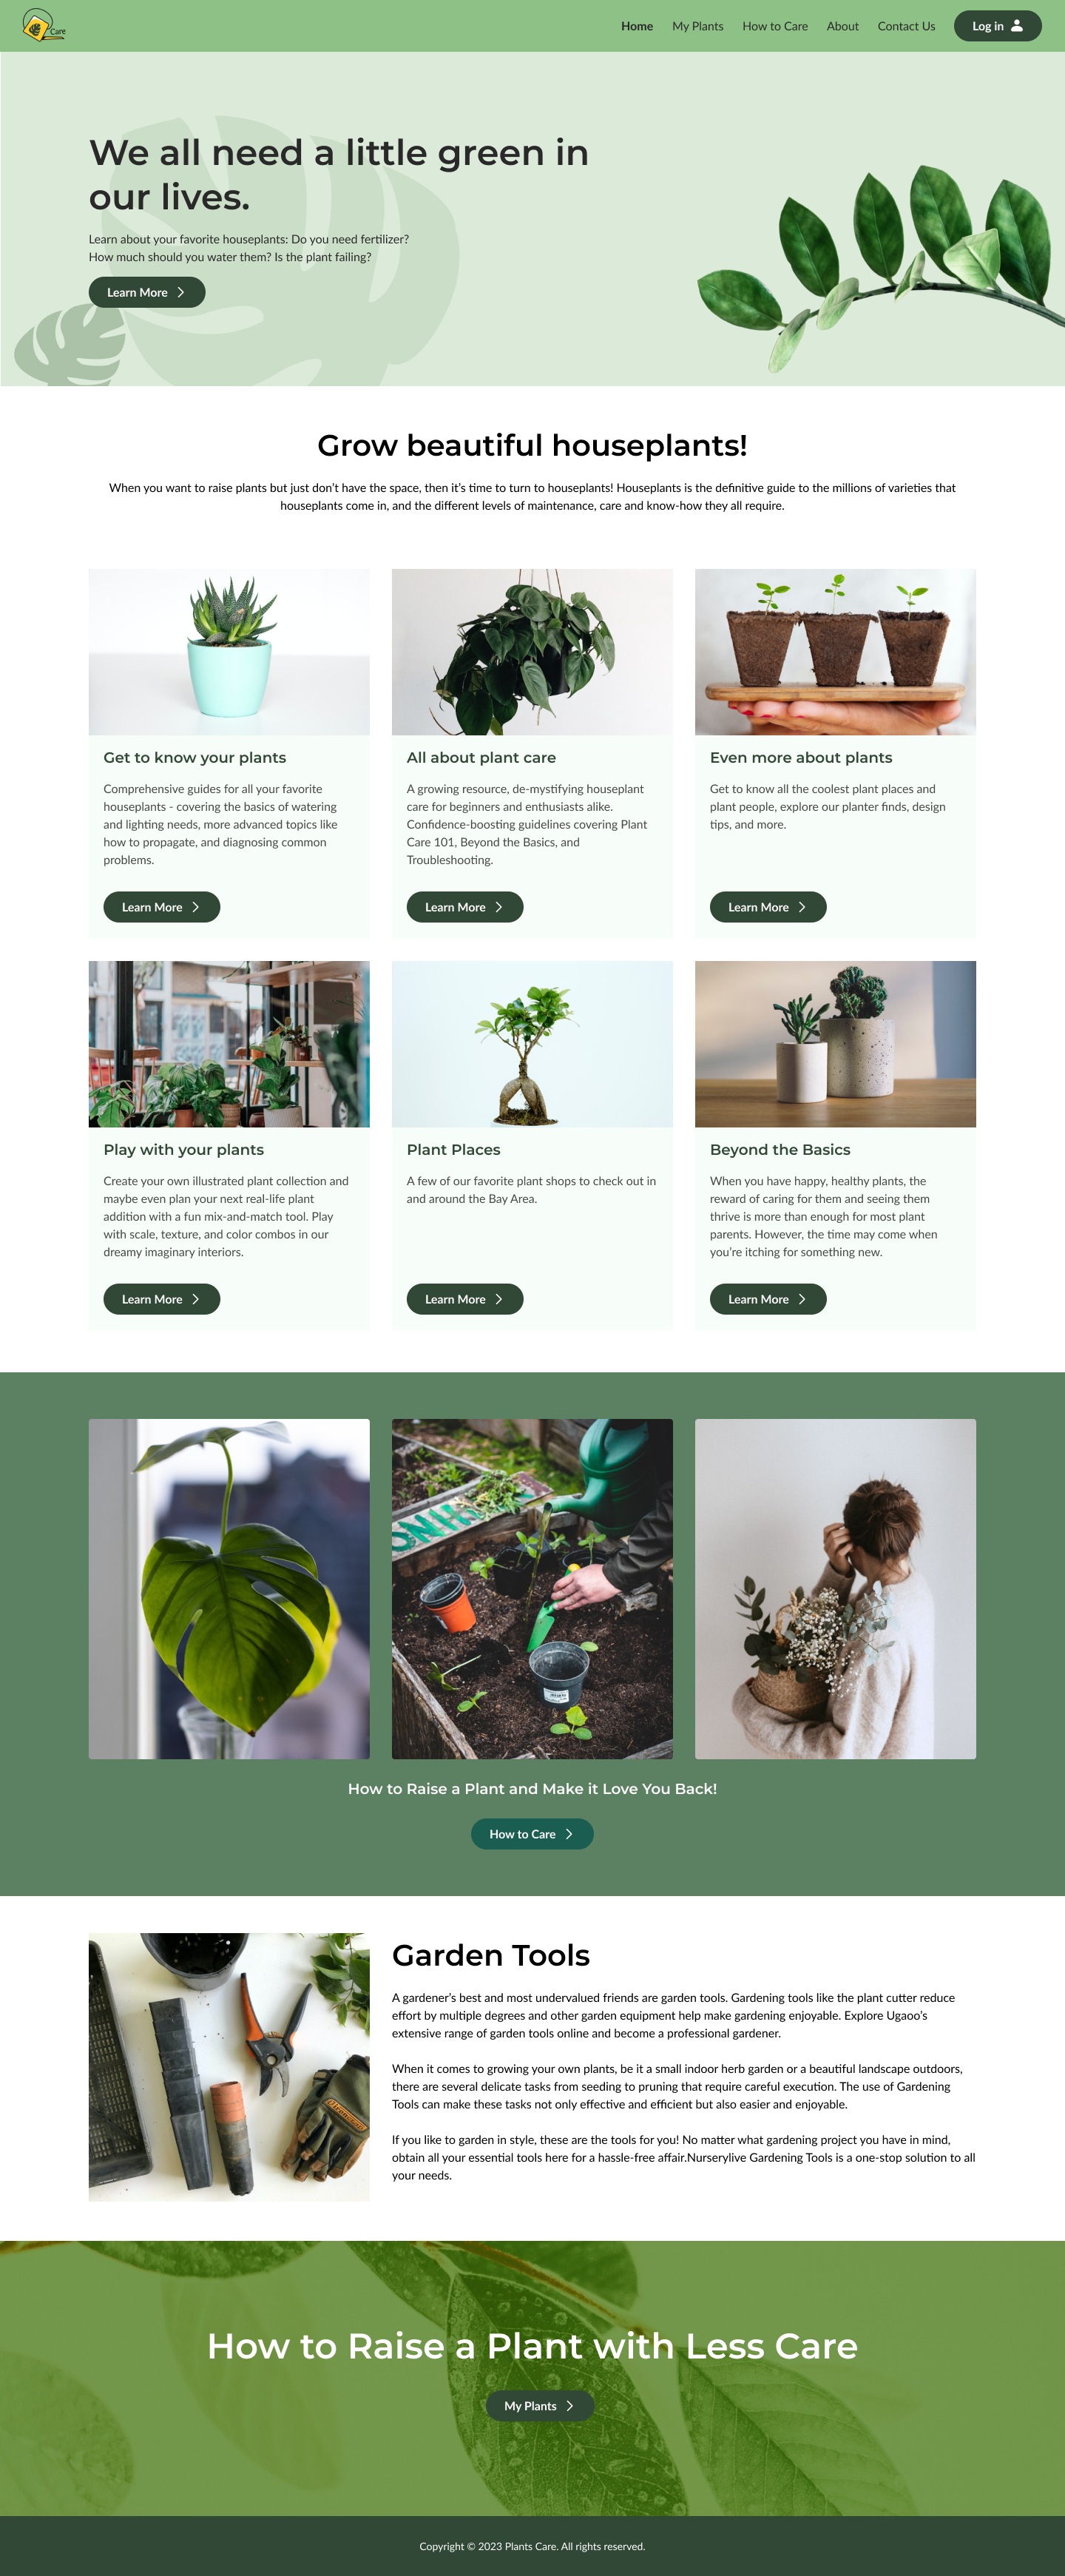 Care
Home My Plants How to Care About Contact Us Log in
We all need a little green in
our lives.
Learn about your favorite houseplants: Do you need fertilizer?
How much should you water them? Is the plant failing?
Learn More
Grow beautiful houseplants!
When you want to raise plants but just don’t have the space, then it’s time to turn to houseplants! Houseplants is the definitive guide to the millions of varieties that
houseplants come in, and the different levels of maintenance, care and know-how they all require.
Get to know your plants
Comprehensive guides for all your favorite
houseplants - covering the basics of watering
and lighting needs, more advanced topics like
how to propagate, and diagnosing common
problems.
Learn More
All about plant care
A growing resource, de-mystifying houseplant
care for beginners and enthusiasts alike.
Confidence-boosting guidelines covering Plant
Care 101, Beyond the Basics, and
Troubleshooting.
Learn More
Even more about plants
Get to know all the coolest plant places and
plant people, explore our planter finds, design
tips, and more.
Learn More
Play with your plants
Create your own illustrated plant collection and
maybe even plan your next real-life plant
addition with a fun mix-and-match tool. Play
with scale, texture, and color combos in our
dreamy imaginary interiors.
Learn More
Plant Places
A few of our favorite plant shops to check out in
and around the Bay Area.
Learn More
Beyond the Basics
When you have happy, healthy plants, the
reward of caring for them and seeing them
thrive is more than enough for most plant
parents. However, the time may come when
you’re itching for something new.
Learn More
How to Raise a Plant and Make it Love You Back!
How to Care
Garden Tools
A gardener’s best and most undervalued friends are garden tools. Gardening tools like the plant cutter reduce
effort by multiple degrees and other garden equipment help make gardening enjoyable. Explore Ugaoo’s
extensive range of garden tools online and become a professional gardener.
When it comes to growing your own plants, be it a small indoor herb garden or a beautiful landscape outdoors,
there are several delicate tasks from seeding to pruning that require careful execution. The use of Gardening
Tools can make these tasks not only effective and efficient but also easier and enjoyable.
If you like to garden in style, these are the tools for you! No matter what gardening project you have in mind,
obtain all your essential tools here for a hassle-free affair.Nurserylive Gardening Tools is a one-stop solution to all
your needs.
How to Raise a Plant with Less Care
My Plants
Copyright © 2023 Plants Care. All rights reserved.